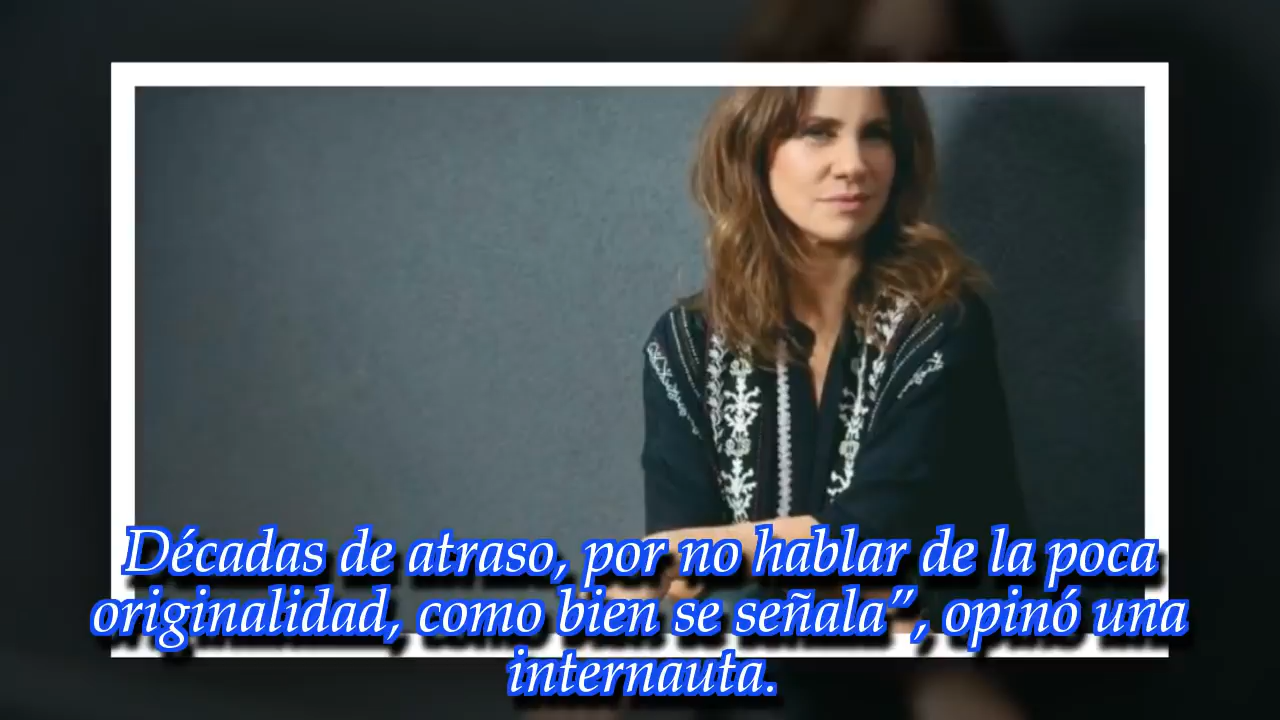 Décadas de atraso, por no hablar de la poca
originalidad, como bien se señala”, opinó una
internauta.